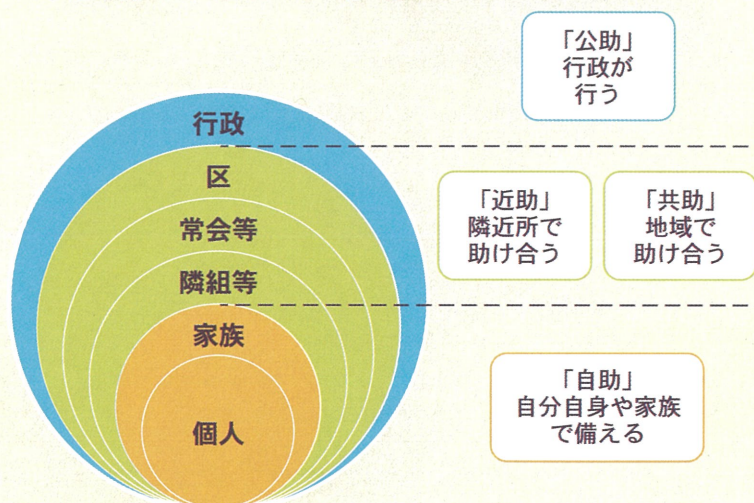 「公助」
行政が
行う
行政
区
常会等
隣組等
家族
個人
「近助」
隣近所で
助け合う
「共助」
地域で
助け合う
「自助」
自分自身や家族
で備える